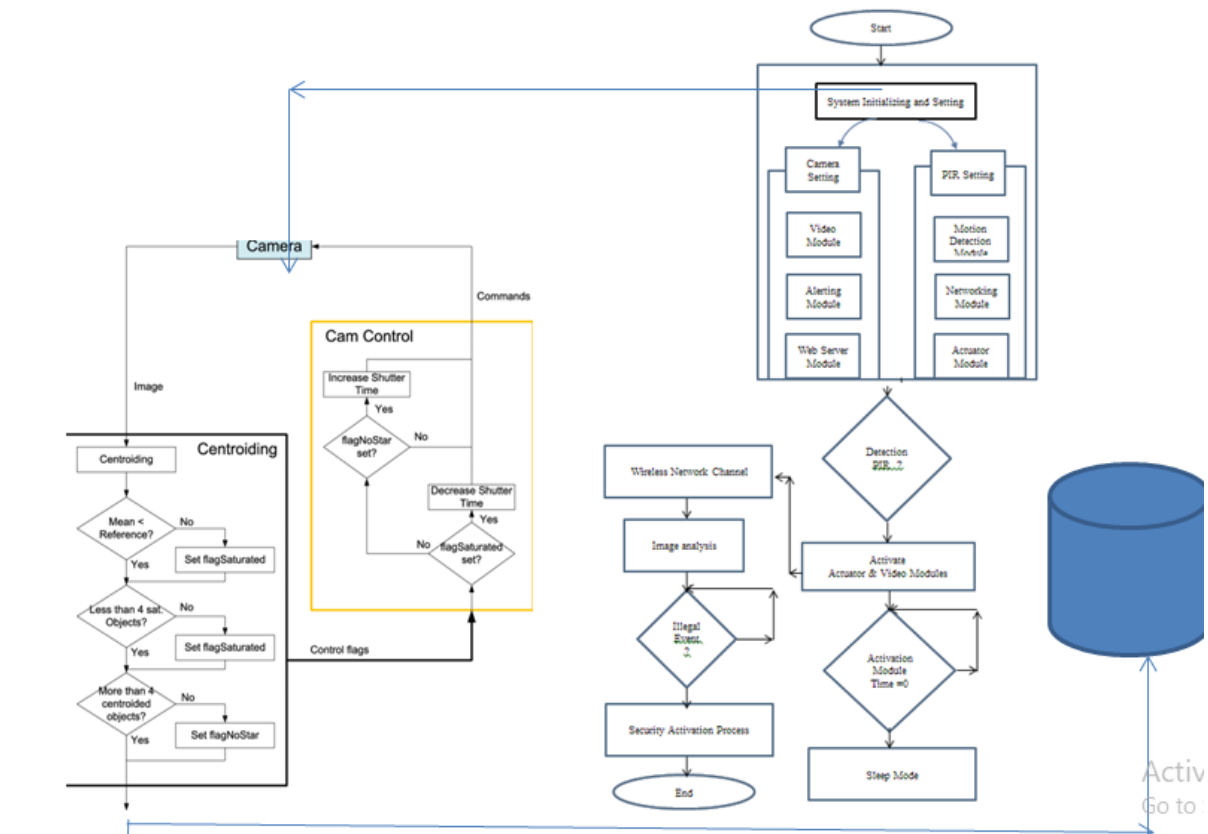 Start
System Initializing and Setting
Camera
Setting
PIR Setting
Video
Module
Motion
Detection
Module
Alerting
Module
Networking
Module
Web Server
Module
Actuator
Module
Camera
Commands
Cam Control
Increase Shutter
Time
Yes
flagNoStar
set?
No
Decrease Shutter
Time
Yes
No
flagSaturated
set?
Image
Centroiding
Centroiding
Mean <
Reference?
No
Set flagSaturated
Yes
Less than 4 sat.
Objects?
No
Set flagSaturated
Yes
More than 4
centroided
objects?
No
Set flagNoStar
Yes
Control flags
Detection
PIR ?
Wireless Network Channel
Image analysis
Activate
Actuator & Video Modules
Illegal
Event
?
Activation
Module
Time =0
Security Activation Process
Sleep Mode
End
Activ
Go to